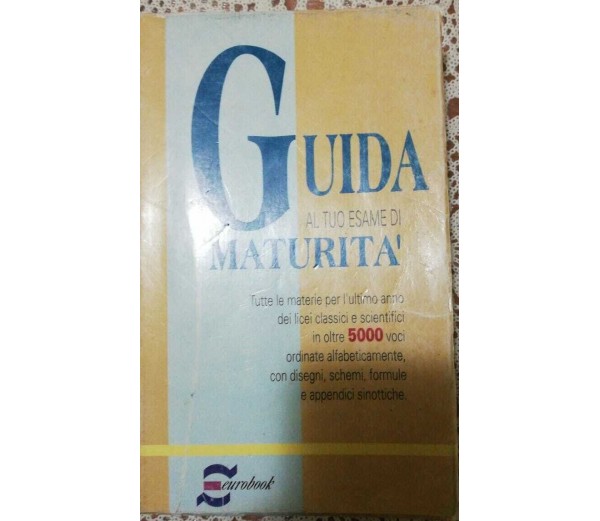 GUIDA
AL TUO ESAME DI
MATURITA'
Tutte le materie per l'ultimo anno
dei licei classici e scientifici
in oltre 5000 voci
ordinate alfabeticamente,
con disegni, schemi, formule
e appendici sinottiche.
eurobook